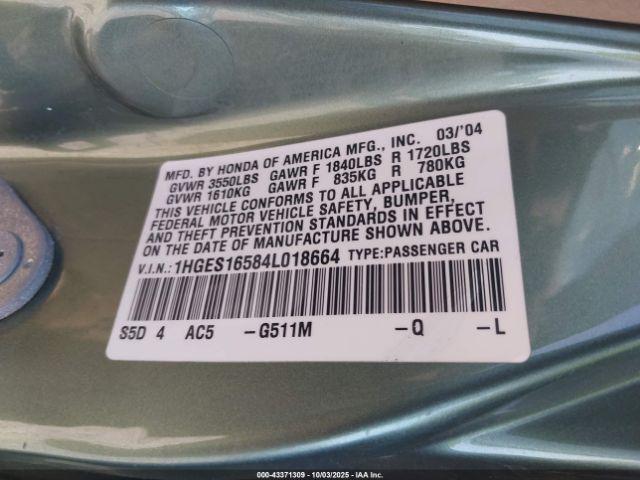 MFD. BY HONDA OF AMERICA MFG., INC. 03/'04
GVWR 3550LBS GAWR F 1840LBS R 1720LBS
GVWR 1610KG GAWR F 835KG R 780KG
THIS VEHICLE CONFORMS TO ALL APPLICABLE
FEDERAL MOTOR VEHICLE SAFETY, BUMPER,
AND THEFT PREVENTION STANDARDS IN EFFECT
ON THE DATE OF MANUFACTURE SHOWN ABOVE.
V.I.N.: 1HGES16584L018664 TYPE:PASSENGER CAR
S5D 4 AC5 -G511M -Q -L
000-43371309 - 10/03/2025 - IAA Inc.